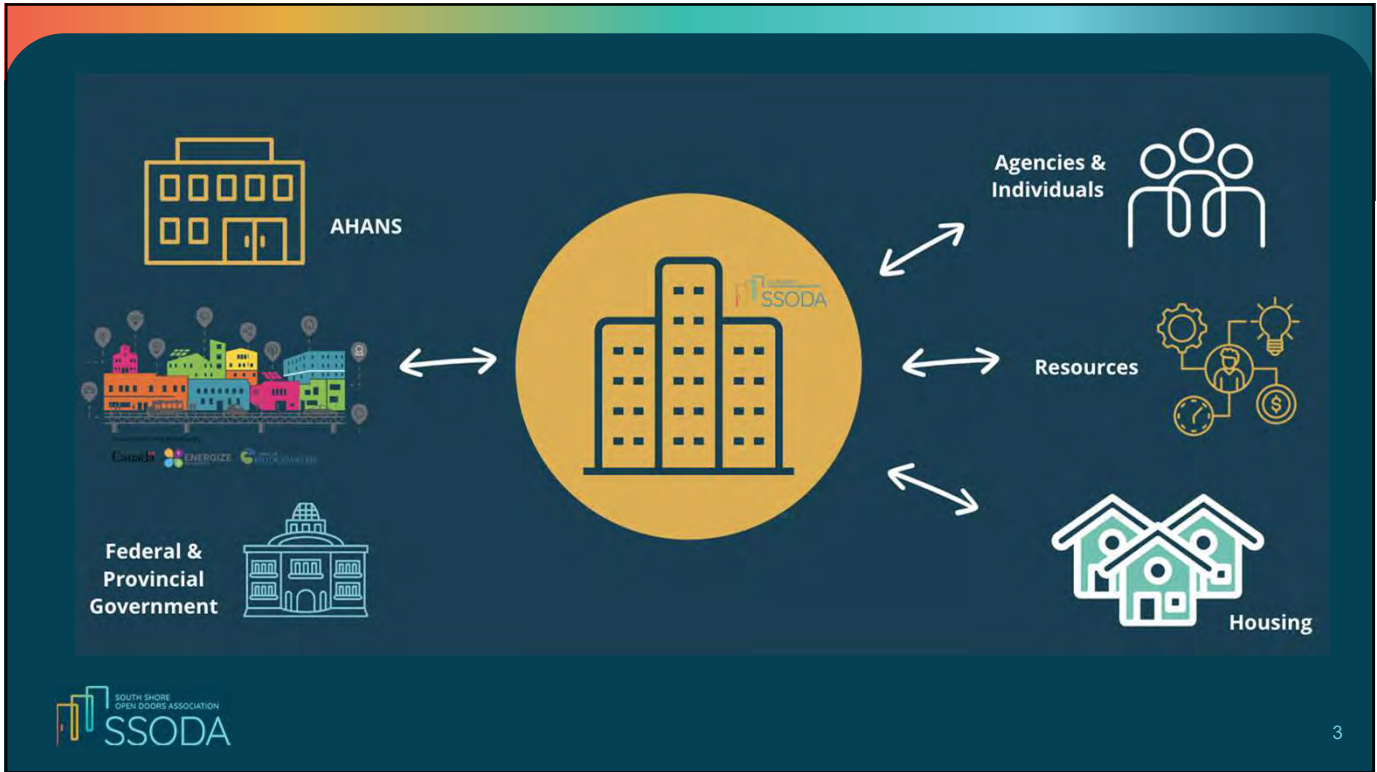 AHANS
Canada
ENERGIZE
Federal &
Provincial
Government
SSODA
Agencies &
Individuals
Resources
$
Housing
SOUTH SHORE
OPEN DOORS ASSOCIATION
SSODA
3